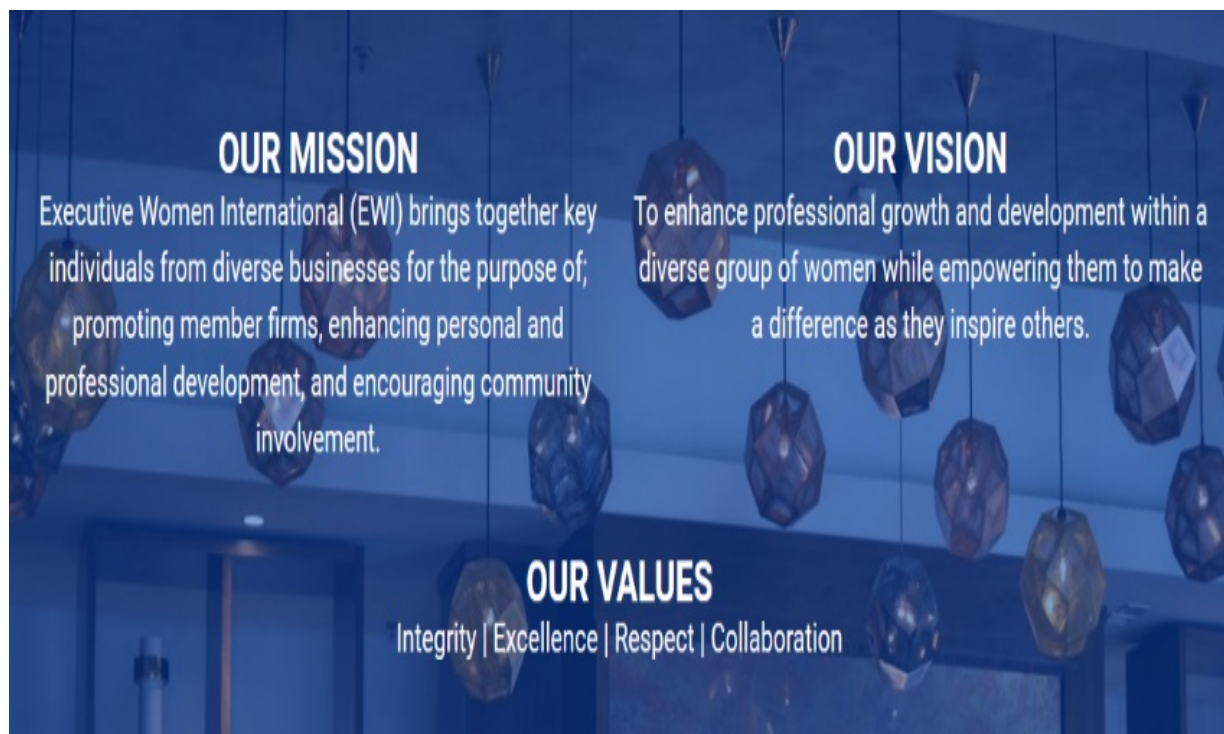 OUR MISSION
Executive Women International (EWI) brings together key
individuals from diverse businesses for the purpose of;
promoting member firms, enhancing personal and
professional development, and encouraging community
involvement.
OUR VISION
To enhance professional growth and development within a
diverse group of women while empowering them to make
a difference as they inspire others.
OUR VALUES
Integrity | Excellence | Respect | Collaboration